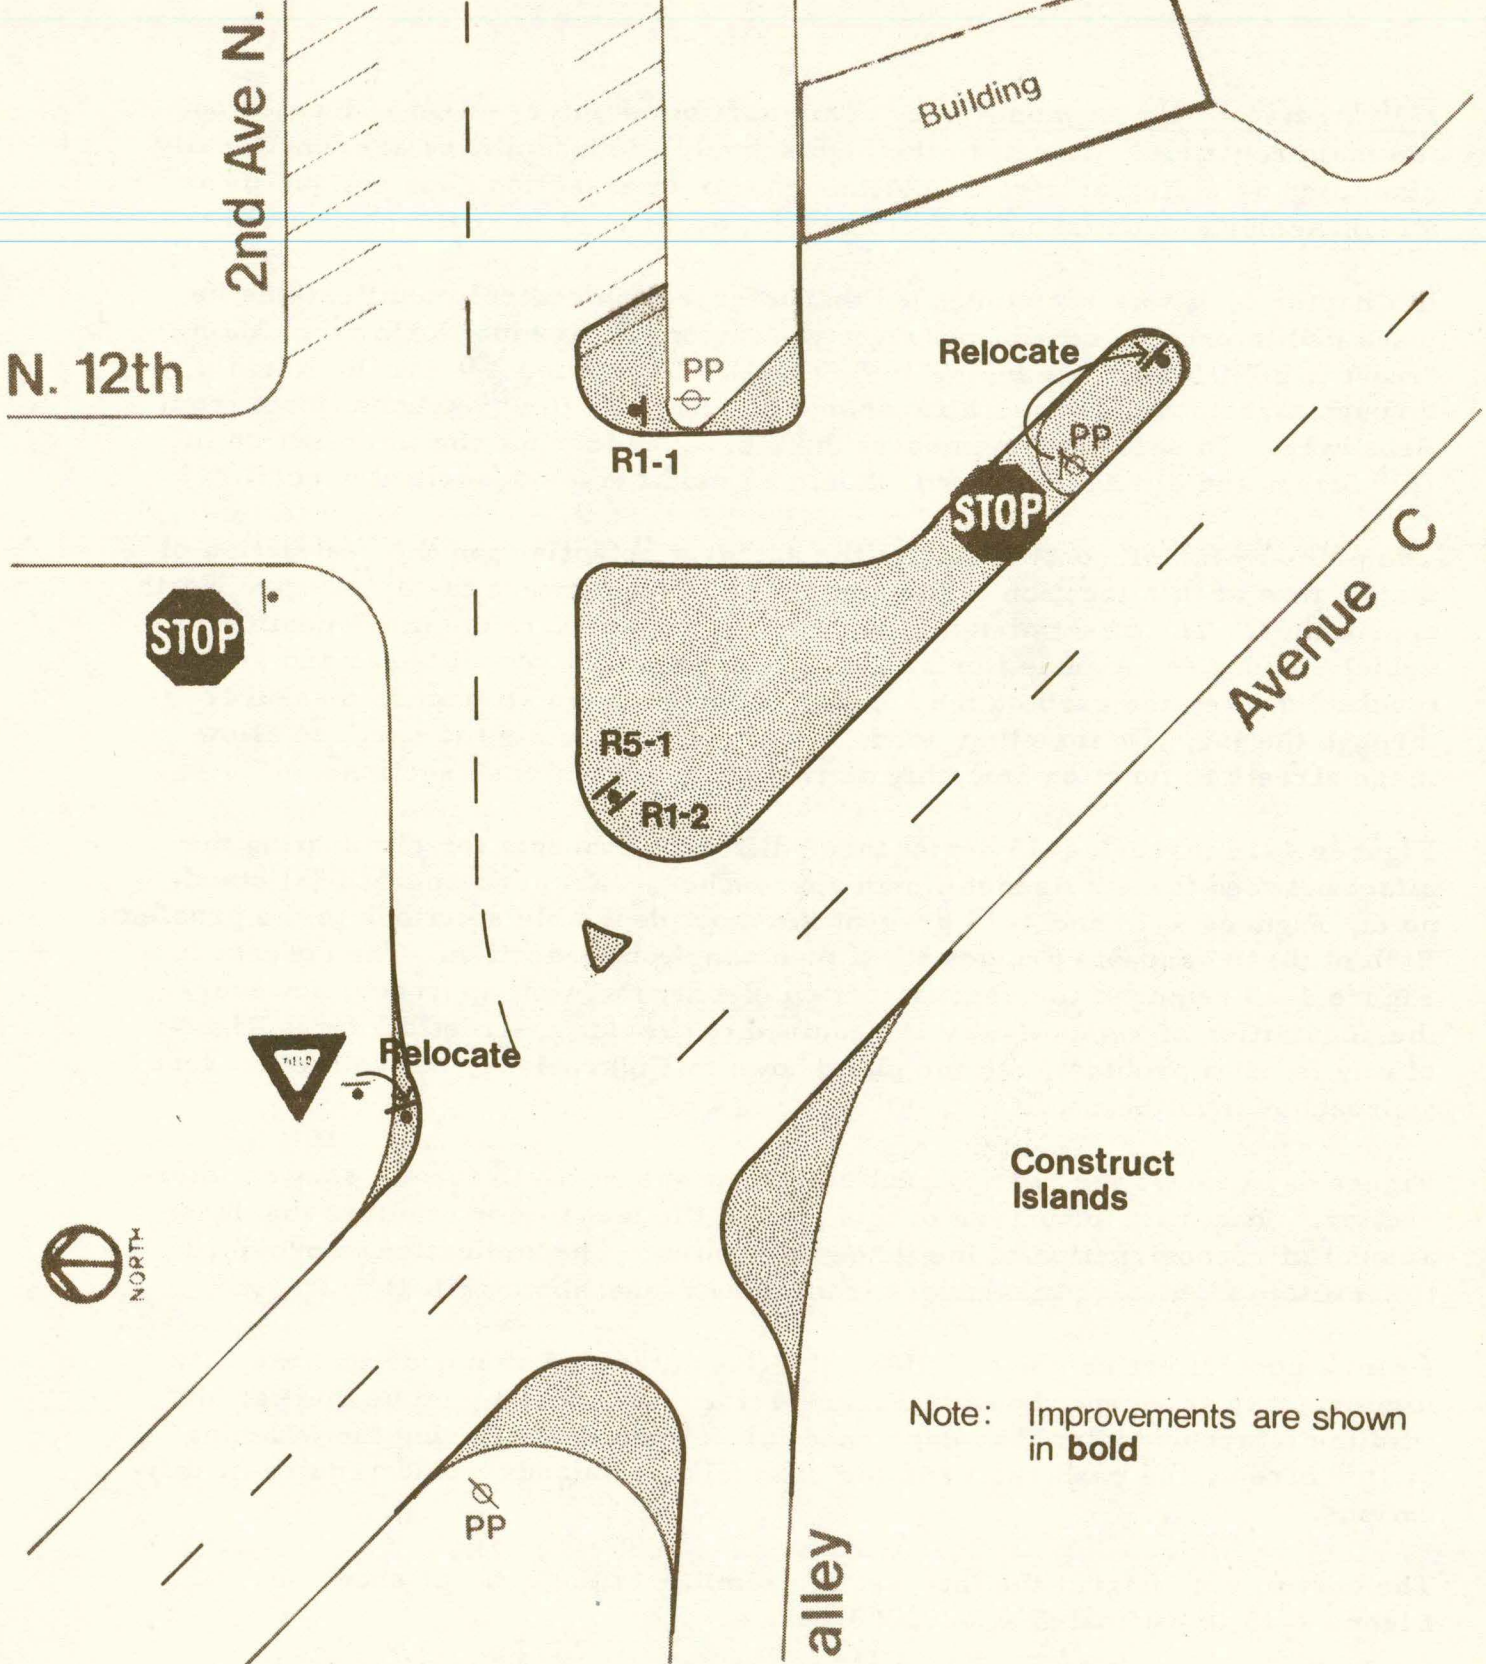 2nd Ave N.
Building
N. 12th
PP
Relocate
PP
R1-1
STOP
Avenue C
STOP
R5-1
R1-2
YIELD
Relocate
Construct
Islands
NORTH
Note: Improvements are shown
in bold
PP
alley